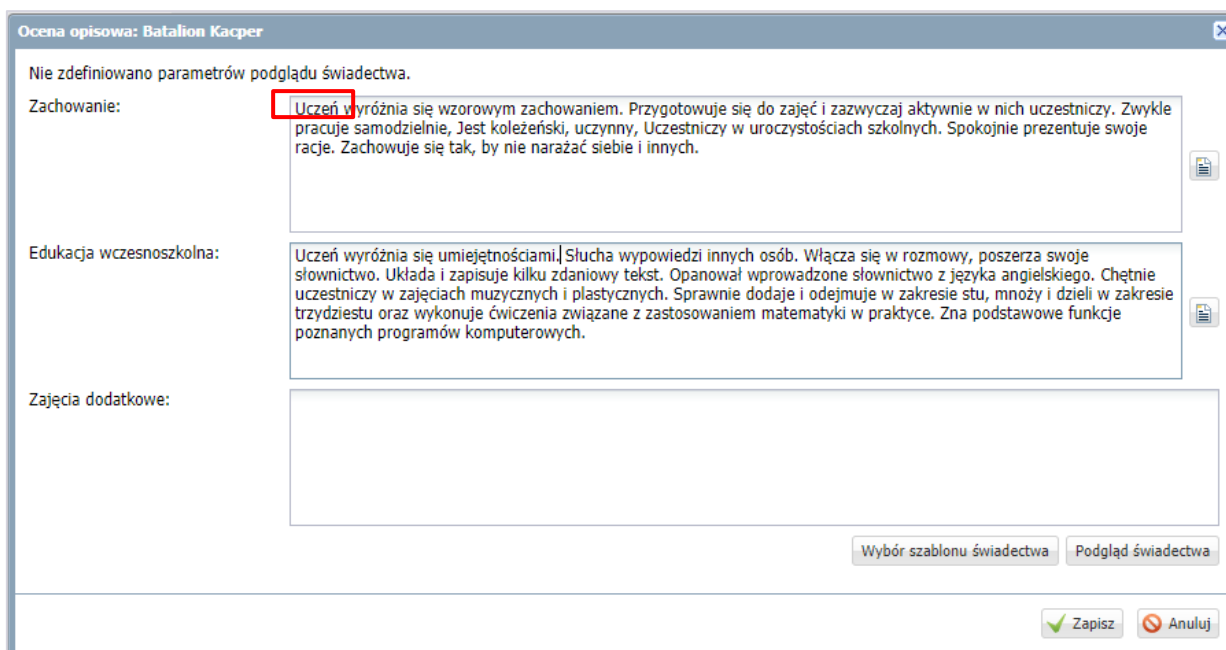 Ocena opisowa: Batalion Kacper
Nie zdefiniowano parametrów podglądu świadectwa.
Zachowanie:
Uczeń wyróżnia się wzorowym zachowaniem. Przygotowuje się do zajęć i zazwyczaj aktywnie w nich uczestniczy. Zwykle
pracuje samodzielnie, Jest koleżeński, uczynny, Uczestniczy w uroczystościach szkolnych. Spokojnie prezentuje swoje
racje. Zachowuje się tak, by nie narażać siebie i innych.
Edukacja wczesnoszkolna:
Uczeń wyróżnia się umiejętnościami. Słucha wypowiedzi innych osób. Włącza się w rozmowy, poszerza swoje
słownictwo. Układa i zapisuje kilku zdaniowy tekst. Opanował wprowadzone słownictwo z języka angielskiego. Chętnie
uczestniczy w zajęciach muzycznych i plastycznych. Sprawnie dodaje i odejmuje w zakresie stu, mnoży i dzieli w zakresie
trzydziestu oraz wykonuje ćwiczenia związane z zastosowaniem matematyki w praktyce. Zna podstawowe funkcje
poznanych programów komputerowych.
Zajęcia dodatkowe:
Wybór szablonu świadectwa
Podgląd świadectwa
Zapisz
Anuluj